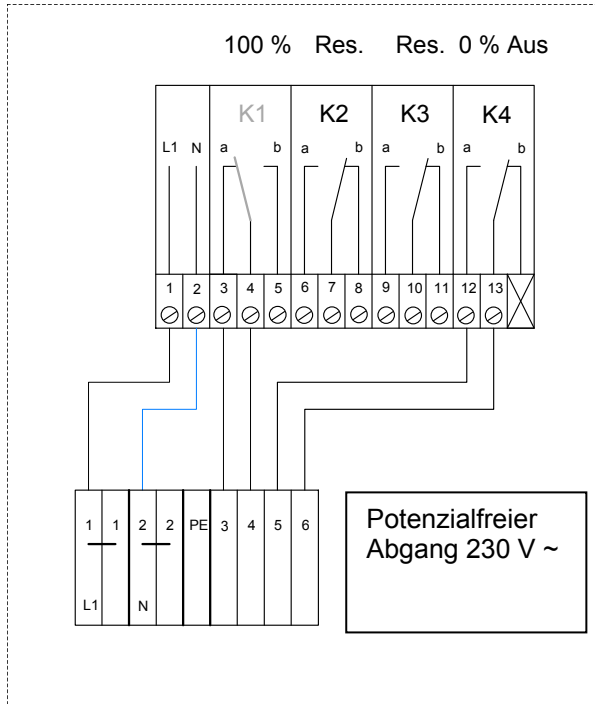 100 % Res. Res. 0 % Aus
K1 K2 K3 K4
L1 N a b a b a b a b
1 2 3 4 5 6 7 8 9 10 11 12 13
1 1 2 2 PE 3 4 5 6
L1 N
Potenzialfreier
Abgang 230 V ~